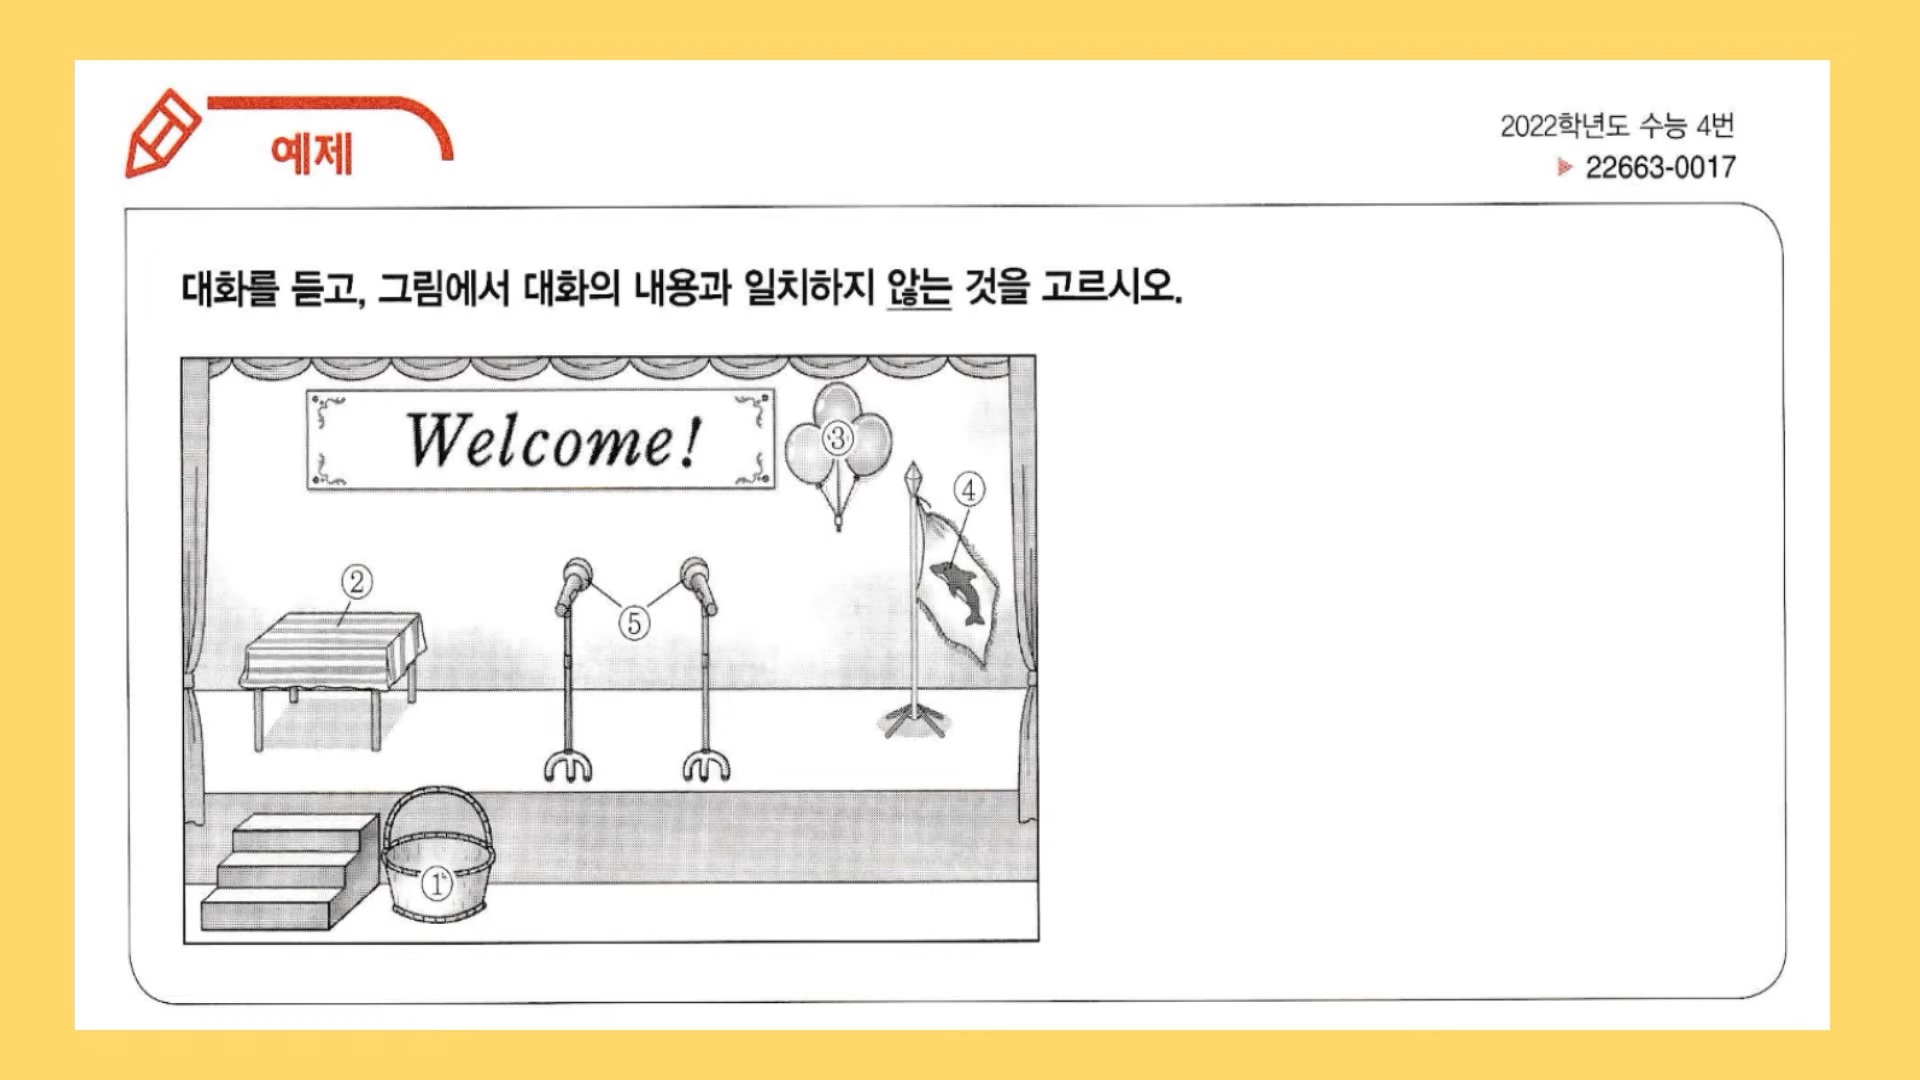 예제
2022학년도 수능 4번
▶ 22663-0017
대화를 듣고, 그림에서 대화의 내용과 일치하지 않는 것을 고르시오.
Welcome!
③
④
②
⑤
①